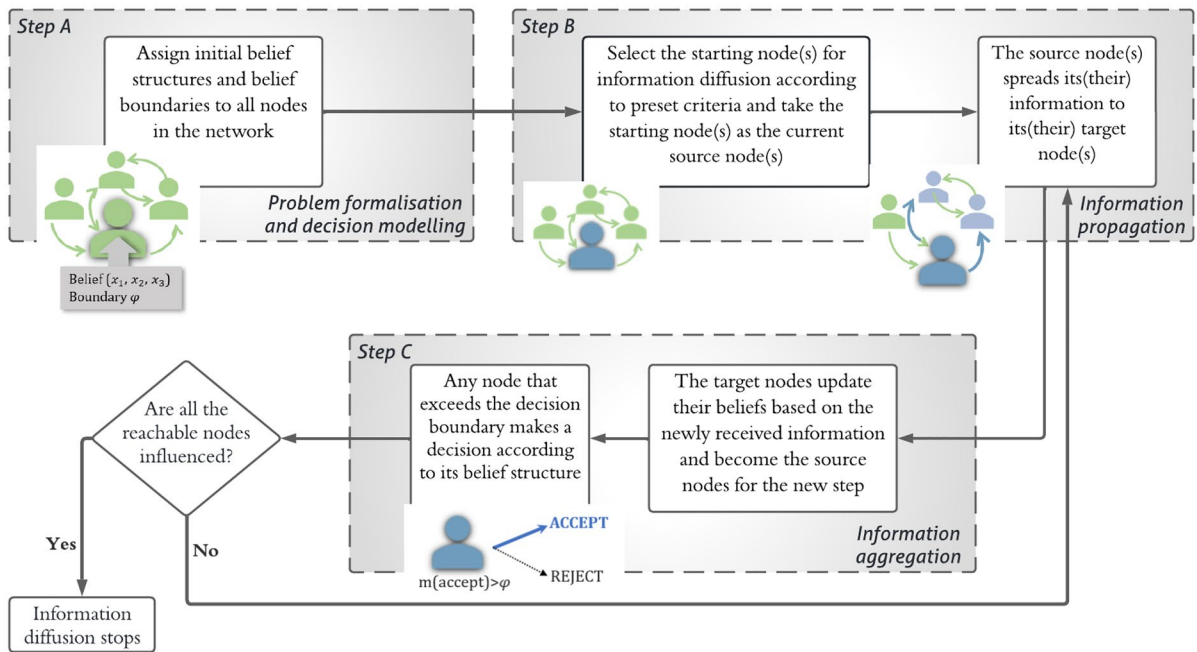 Step A
Assign initial belief
structures and belief
boundaries to all nodes
in the network
Problem formalisation
and decision modelling
Belief (x₁, x₂, x₃)
Boundary φ
Step B
Select the starting node(s) for
information diffusion according
to preset criteria and take the
starting node(s) as the current
source node(s)
The source node(s)
spreads its(their)
information to
its(their) target
node(s)
Information
propagation
Step C
The target nodes update
their beliefs based on the
newly received information
and become the source
nodes for the new step
Information
aggregation
Any node that
exceeds the decision
boundary makes a
decision according
to its belief structure
ACCEPT
REJECT
m(accept)>φ
Are all the
reachable nodes
influenced?
Yes
No
Information
diffusion stops